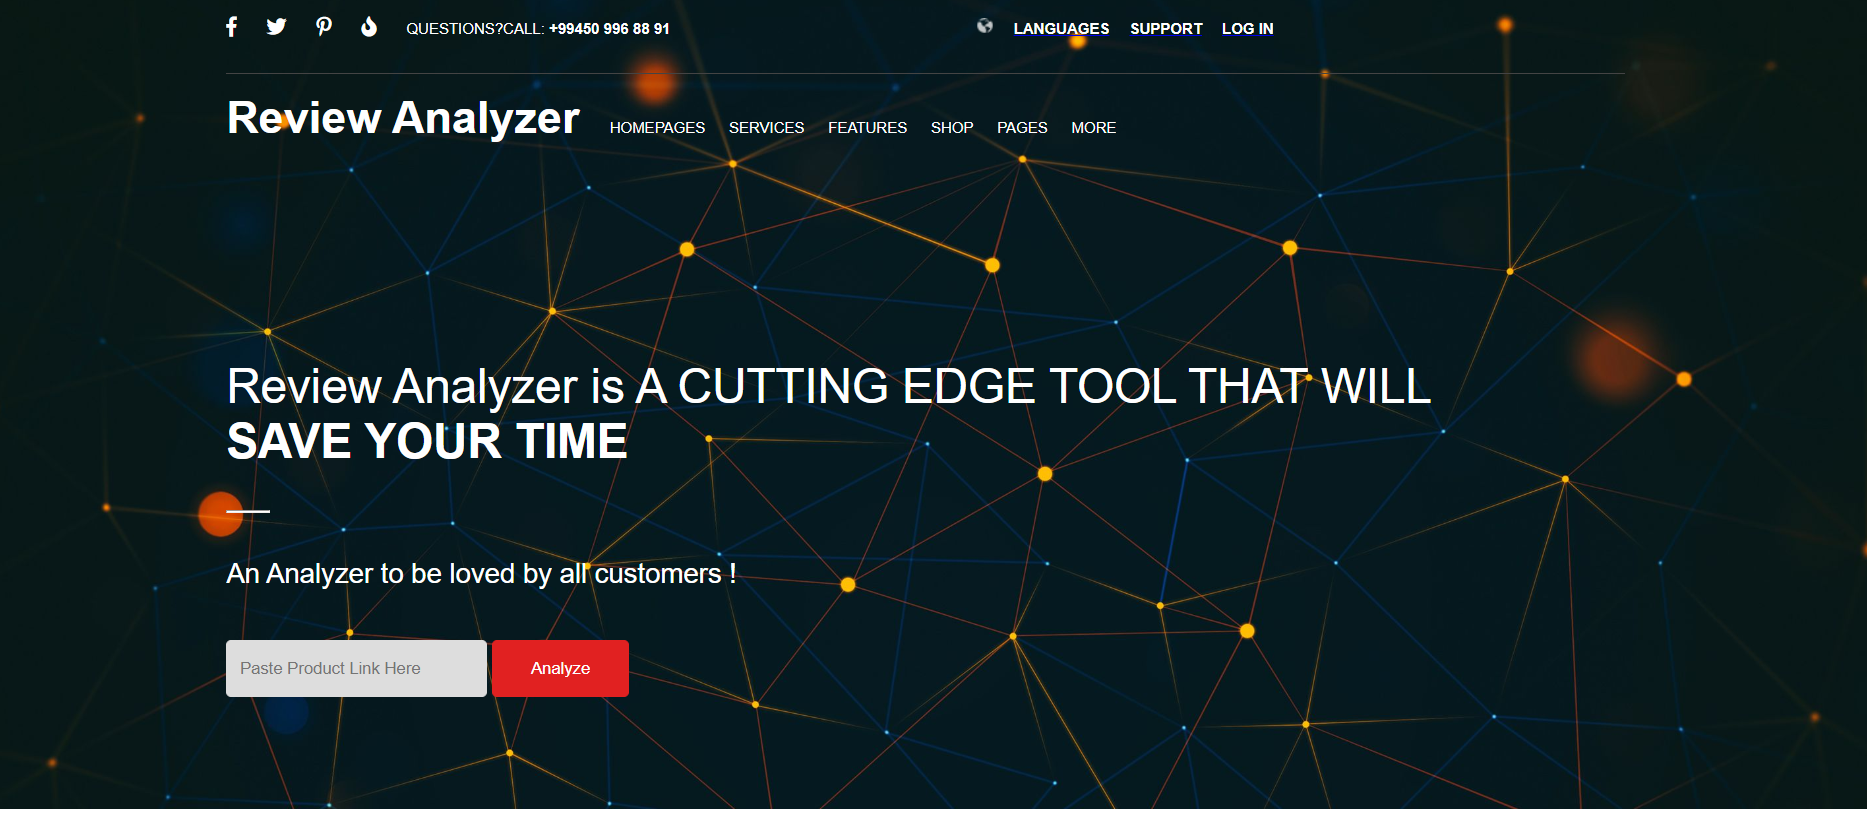 QUESTIONS?CALL: +99450 996 88 91
LANGUAGES SUPPORT LOG IN
Review Analyzer
HOMEPAGES SERVICES FEATURES SHOP PAGES MORE
Review Analyzer is A CUTTING EDGE TOOL THAT WILL
SAVE YOUR TIME
An Analyzer to be loved by all customers !
Paste Product Link Here
Analyze